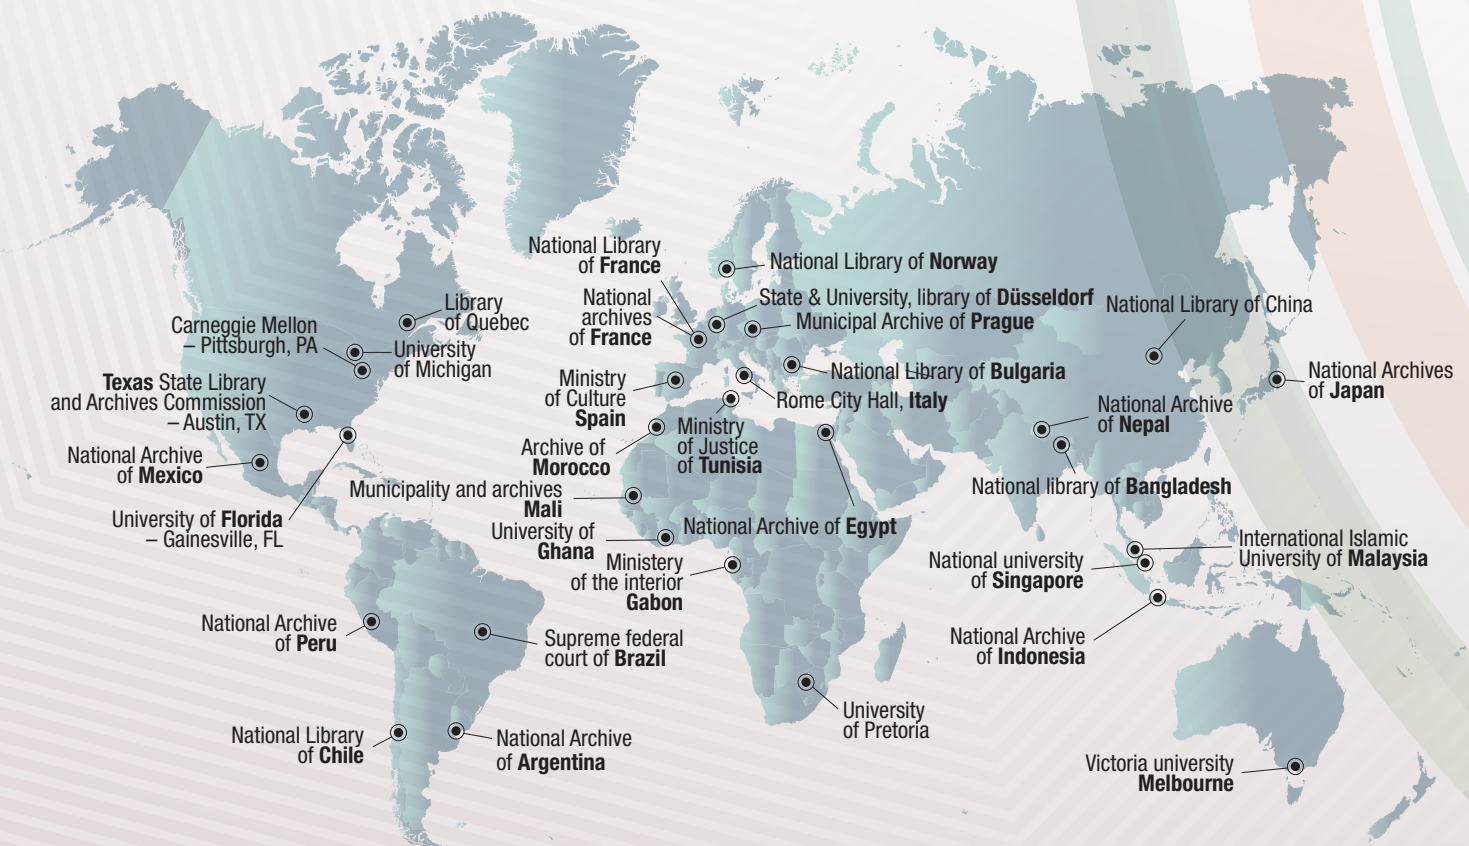 National Library
of France
National Library of Norway
National
archives
of France
State & University, library of Düsseldorf
Municipal Archive of Prague
National Library of China
Library
of Quebec
Carneggie Mellon
– Pittsburgh, PA
University
of Michigan
Texas State Library
and Archives Commission
– Austin, TX
Ministry
of Culture
Spain
National Library of Bulgaria
Rome City Hall, Italy
National Archives
of Japan
National Archive
of Nepal
Ministry
of Justice
of Tunisia
Archive of
Morocco
National Archive
of Mexico
National library of Bangladesh
Municipality and archives
Mali
University of Florida
– Gainesville, FL
University of
Ghana
National Archive of Egypt
Ministery
of the interior
Gabon
International Islamic
University of Malaysia
National university
of Singapore
National Archive
of Peru
Supreme federal
court of Brazil
National Archive
of Indonesia
University
of Pretoria
National Library
of Chile
National Archive
of Argentina
Victoria university
Melbourne